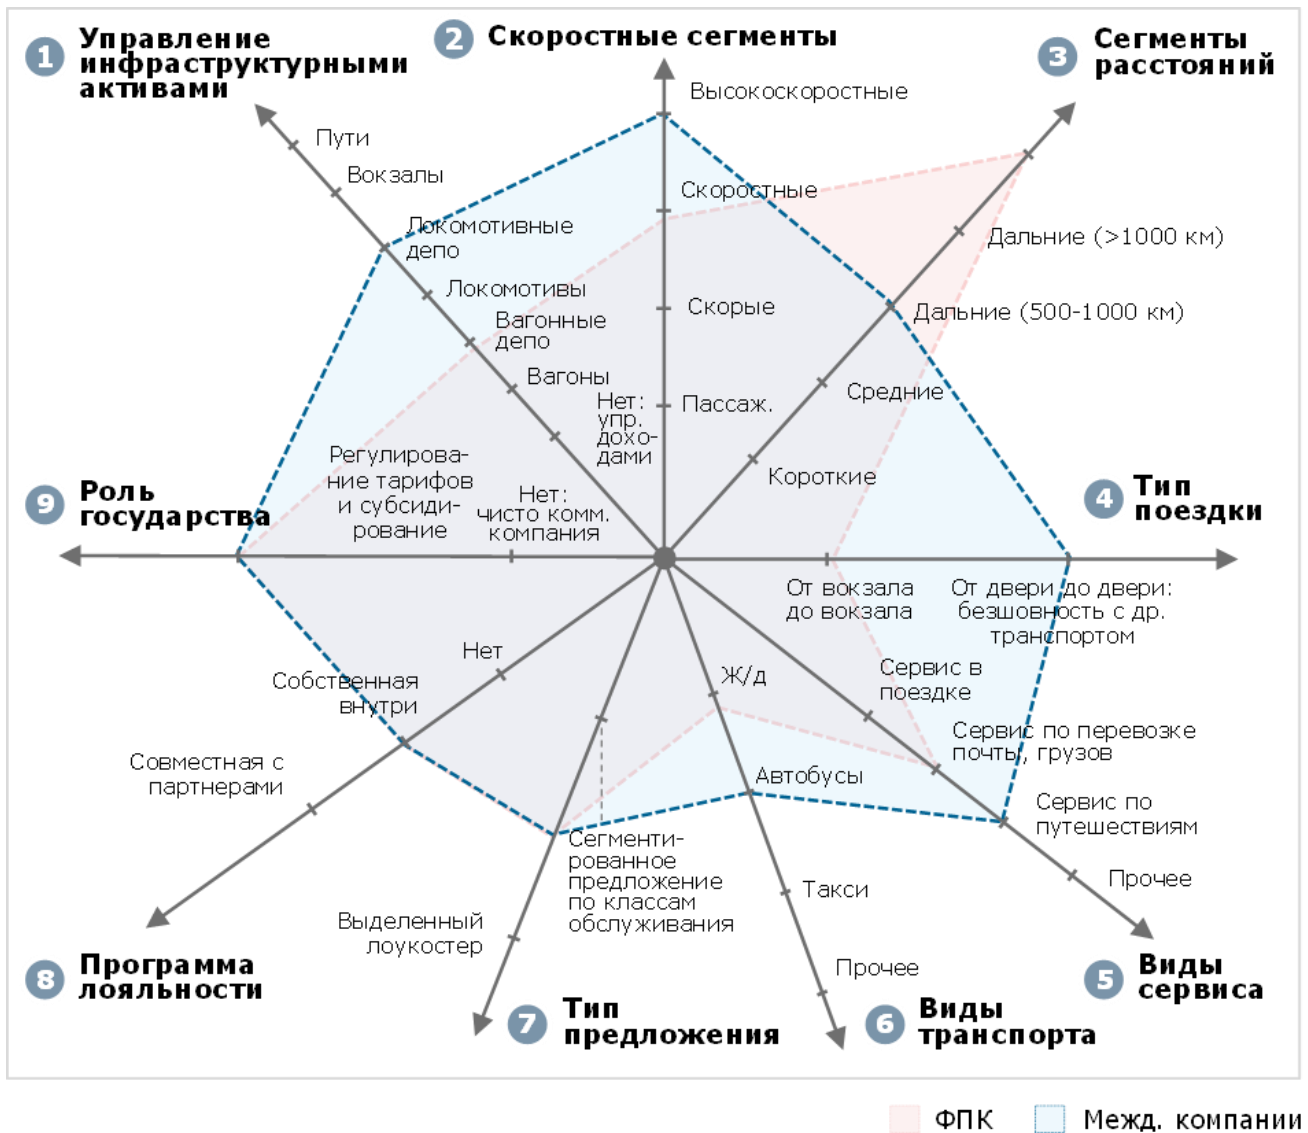 1
Управление
инфраструктурными
активами
2
Скоростные сегменты
3
Сегменты
расстояний
Пути
Вокзалы
Локомотивные
депо
Локомотивы
Вагонные
депо
Вагоны
Нет:
упр.
дохо-
дами
Высокоскоростные
Скоростные
Скорые
Пассаж.
Дальние (>1000 км)
Дальние (500-1000 км)
Средние
Короткие
9
Роль
государства
Регулирова-
ние тарифов
и субсиди-
рование
Нет:
чисто комм.
компания
4
Тип
поездки
От вокзала
до вокзала
От двери до двери:
безшовность с др.
транспортом
Нет
Собственная
внутри
Совместная с
партнерами
Ж/д
Автобусы
Такси
Прочее
Сервис в
поездке
Сервис по перевозке
почты, грузов
Сервис по
путешествиям
Прочее
Сегменти-
рованное
предложение
по классам
обслуживания
Выделенный
лоукостер
8
Программа
лояльности
7
Тип
предложения
6
Виды
транспорта
5
Виды
сервиса
ФПК
Межд. компании